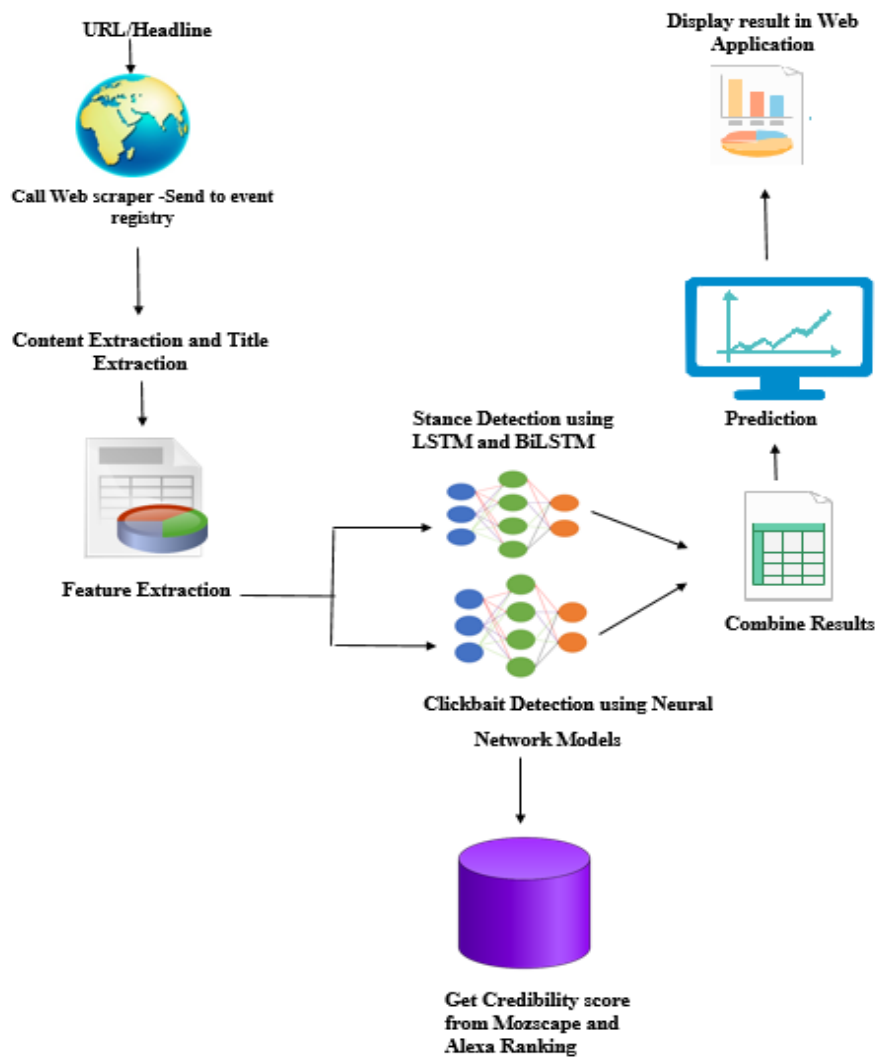 URL/Headline
Call Web scraper -Send to event
registry
Content Extraction and Title
Extraction
Feature Extraction
Stance Detection using
LSTM and BiLSTM
Clickbait Detection using Neural
Network Models
Get Credibility score
from Mozscape and
Alexa Ranking
Combine Results
Prediction
Display result in Web
Application